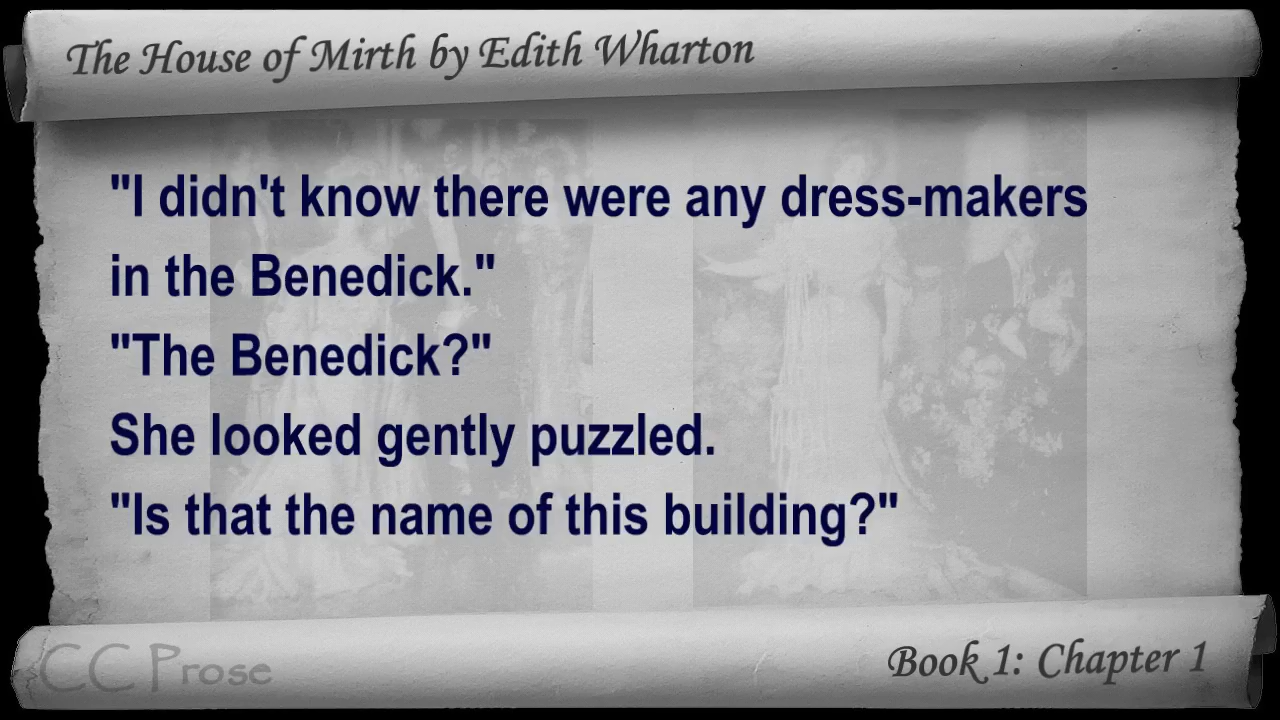 The House of Mirth by Edith Wharton
"I didn't know there were any dress-makers
in the Benedick."
"The Benedick?"
She looked gently puzzled.
"Is that the name of this building?"
CC Prose
Book 1: Chapter 1